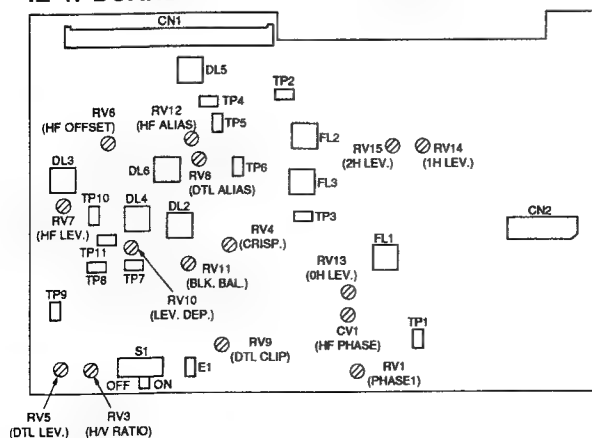 CN1
DL5
TP2
TP4
RV6
(HF OFFSET)
RV12
(HF ALIAS)
TP5
FL2
RV15
(2H LEV.)
RV14
(1H LEV.)
DL3
DL6
RV8
(DTL ALIAS)
TP6
FL3
TP10
DL4
DL2
RV7
(HF LEV.)
TP3
CN2
RV4
(CRISP.)
TP11
FL1
TP8
TP7
RV11
(BLK. BAL.)
RV13
(0H LEV.)
RV10
(LEV. DEP.)
TP9
CV1
(HF PHASE)
TP1
RV9
(DTL CLIP)
S1
E1
OFF
ON
RV1
(PHASE1)
RV5
(DTL LEV.)
RV3
(H/V RATIO)